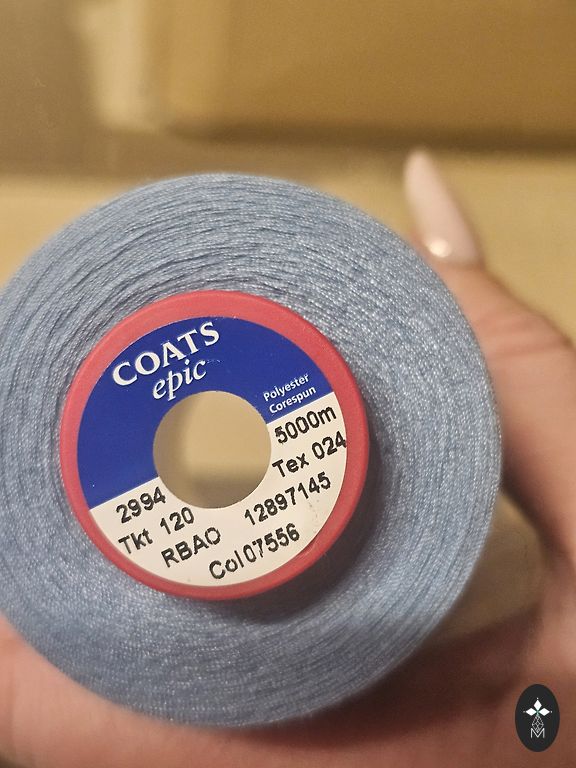 COATS
epic
Polyester
Corespun
5000m
2994 Tex 024
Tkt 120 12897145
RBAO Col 07556
M